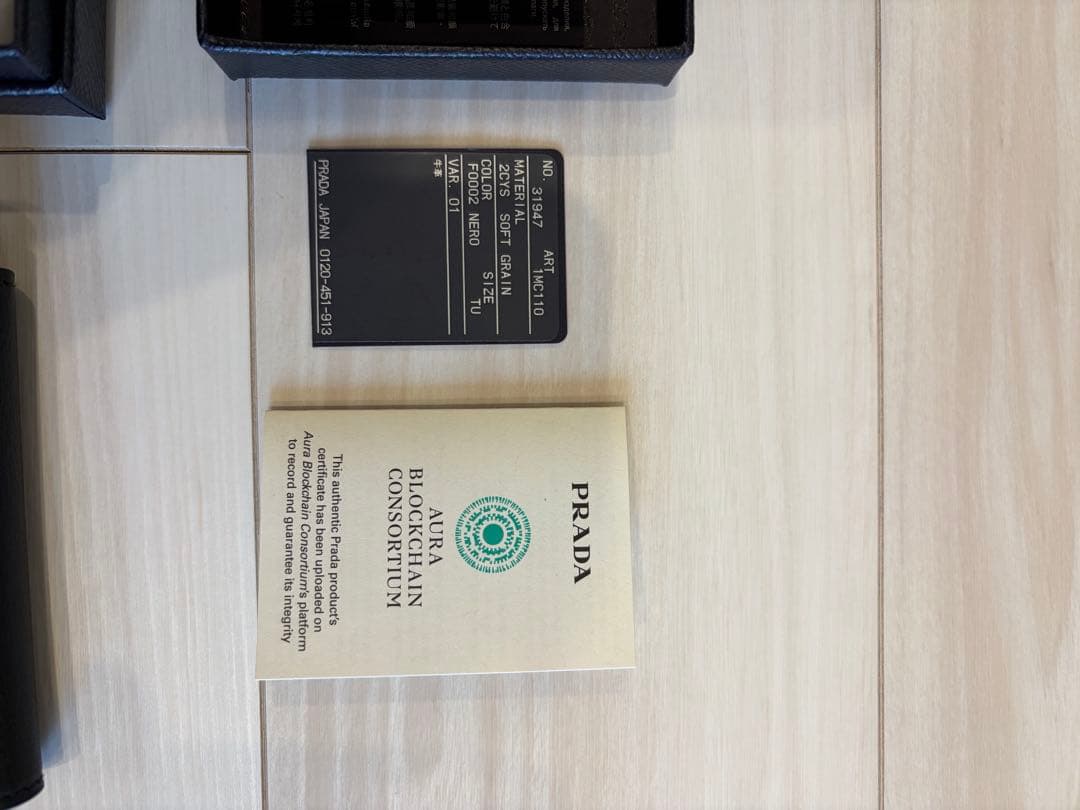 NO. 31947 ART 1MC110
MATERIAL
2CYS SOFT GRAIN
COLOR SIZE
F0002 NERO TU
VAR. 01
牛革
PRADA JAPAN 0120-451-913
PRADA
AURA
BLOCKCHAIN
CONSORTIUM
This authentic Prada product's
certificate has been uploaded on
Aura Blockchain Consortium's platform
to record and guarantee its integrity